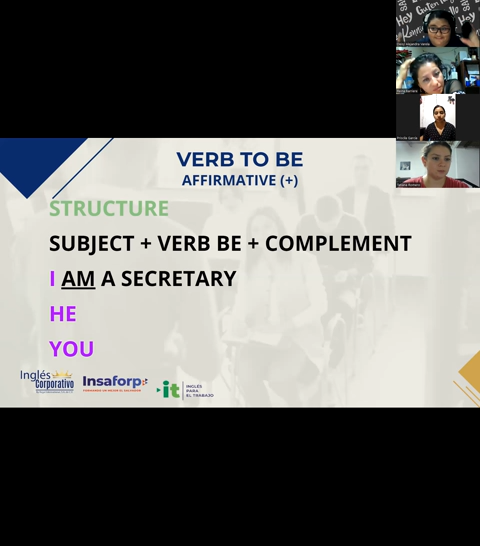 VERB TO BE
AFFIRMATIVE (+)
STRUCTURE
SUBJECT + VERB BE + COMPLEMENT
I AM A SECRETARY
HE
YOU
Inglés
Corporativo
Insaforp
it
INGLÉS
PARA
EL TRABAJO